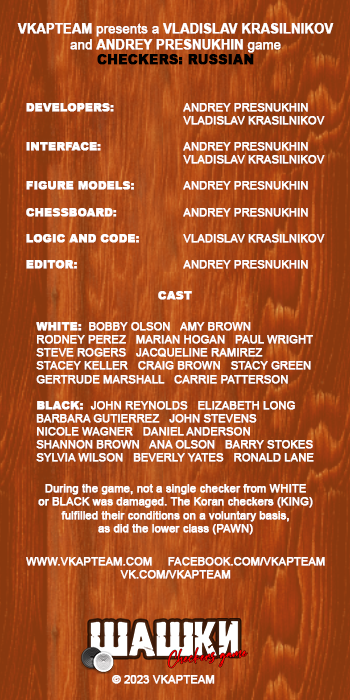 VKAPTEAM presents a VLADISLAV KRASILNIKOV
and ANDREY PRESNUKHIN game
CHECKERS: RUSSIAN
DEVELOPERS: ANDREY PRESNUKHIN
VLADISLAV KRASILNIKOV
INTERFACE: ANDREY PRESNUKHIN
VLADISLAV KRASILNIKOV
FIGURE MODELS: ANDREY PRESNUKHIN
CHESSBOARD: ANDREY PRESNUKHIN
LOGIC AND CODE: VLADISLAV KRASILNIKOV
EDITOR: ANDREY PRESNUKHIN
CAST
WHITE: BOBBY OLSON AMY BROWN
RODNEY PEREZ MARIAN HOGAN PAUL WRIGHT
STEVE ROGERS JACQUELINE RAMIREZ
STACEY KELLER CRAIG BROWN STACY GREEN
GERTRUDE MARSHALL CARRIE PATTERSON
BLACK: JOHN REYNOLDS ELIZABETH LONG
BARBARA GUTIERREZ JOHN STEVENS
NICOLE WAGNER DANIEL ANDERSON
SHANNON BROWN ANA OLSON BARRY STOKES
SYLVIA WILSON BEVERLY YATES RONALD LANE
During the game, not a single checker from WHITE
or BLACK was damaged. The Koran checkers (KING)
fulfilled their conditions on a voluntary basis,
as did the lower class (PAWN)
WWW.VKAPTEAM.COM FACEBOOK.COM/VKAPTEAM
VK.COM/VKAPTEAM
ШАШКИ
Checkers game
© 2023 VKAPTEAM